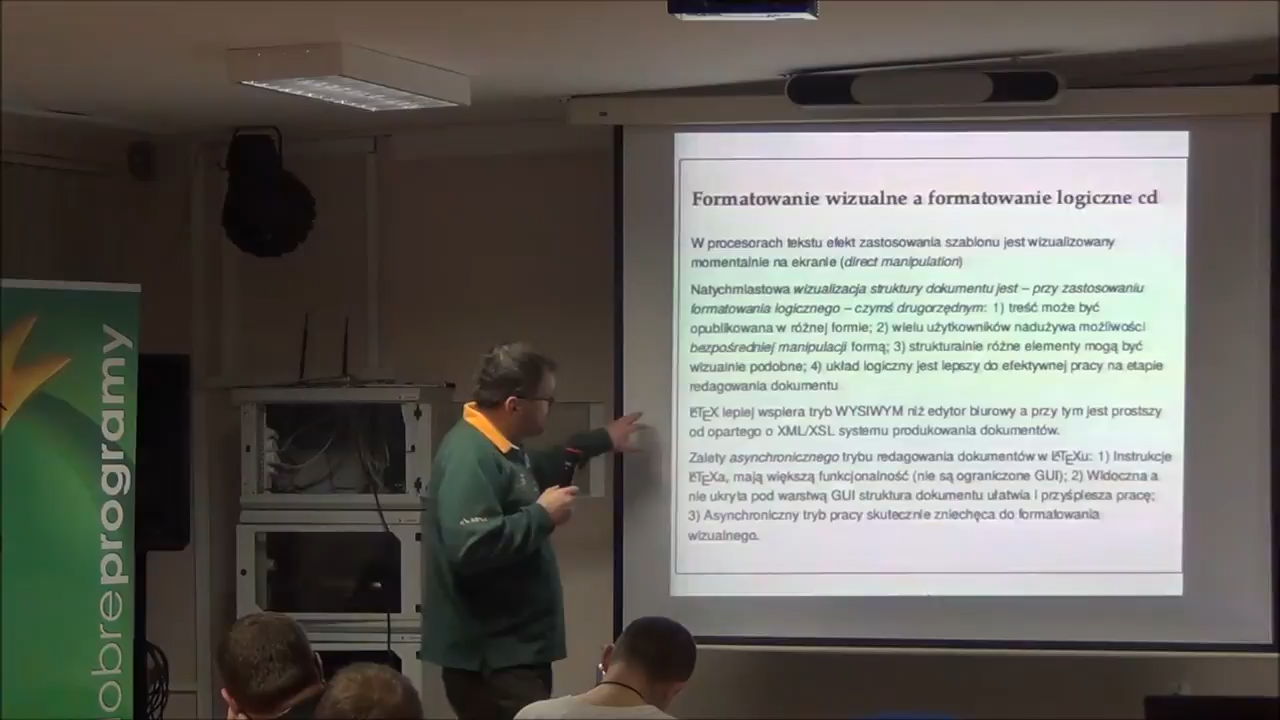 Formatowanie wizualne a formatowanie logiczne cd
W procesorach tekstu efekt zastosowania szablonu jest wizualizowany
momentalnie na ekranie (direct manipulation)
Natychmiastowa wizualizacja struktury dokumentu jest – przy zastosowaniu
formatowania logicznego – czymś drugorzędnym: 1) treść może być
opublikowana w różnej formie; 2) wielu użytkowników nadużywa możliwości
bezpośredniej manipulacji formą; 3) strukturalnie różne elementy mogą być
wizualnie podobne; 4) układ logiczny jest lepszy do efektywnej pracy na etapie
redagowania dokumentu
LATEX lepiej wspiera tryb WYSIWYM niż edytor biurowy a przy tym jest prostszy
od opartego o XML/XSL systemu produkowania dokumentów.
Zalety asynchronicznego trybu redagowania dokumentów w LATEXu: 1) Instrukcje
LATEXa, mają większą funkcjonalność (nie są ograniczone GUI); 2) Widoczna a
nie ukryta pod warstwą GUI struktura dokumentu ułatwia i przyśpiesza pracę;
3) Asynchroniczny tryb pracy skutecznie zniechęca do formatowania
wizualnego.
dobreprogramy